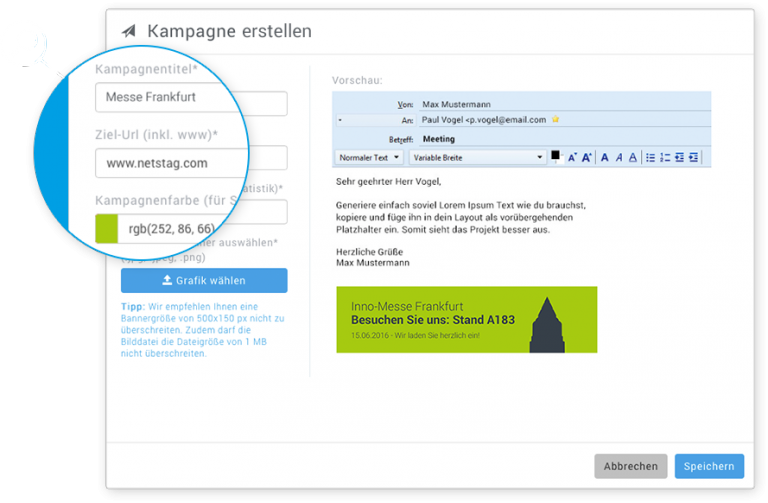 Kampagne erstellen
Kampagnentitel*
Messe Frankfurt
Ziel-Url (inkl. www)*
www.netstag.com
Kampagnenfarbe (für S
atistik)*
rgb(252, 86, 66)
er auswählen*
.png)
Grafik wählen
Tipp: Wir empfehlen Ihnen eine
Bannergröße von 500x150 px nicht zu
überschreiten. Zudem darf die
Bilddatei die Dateigröße von 1 MB
nicht überschreiten.
Vorschau:
Von: Max Mustermann
An: Paul Vogel <p.vogel@email.com
Betreff: Meeting
Normaler Text Variable Breite
Sehr geehrter Herr Vogel,
Generiere einfach soviel Lorem Ipsum Text wie du brauchst,
kopiere und füge ihn in dein Layout als vorübergehenden
Platzhalter ein. Somit sieht das Projekt besser aus.
Herzliche Grüße
Max Mustermann
Inno-Messe Frankfurt
Besuchen Sie uns: Stand A183
15.06.2016 - Wir laden Sie herzlich ein!
Abbrechen
Speichern